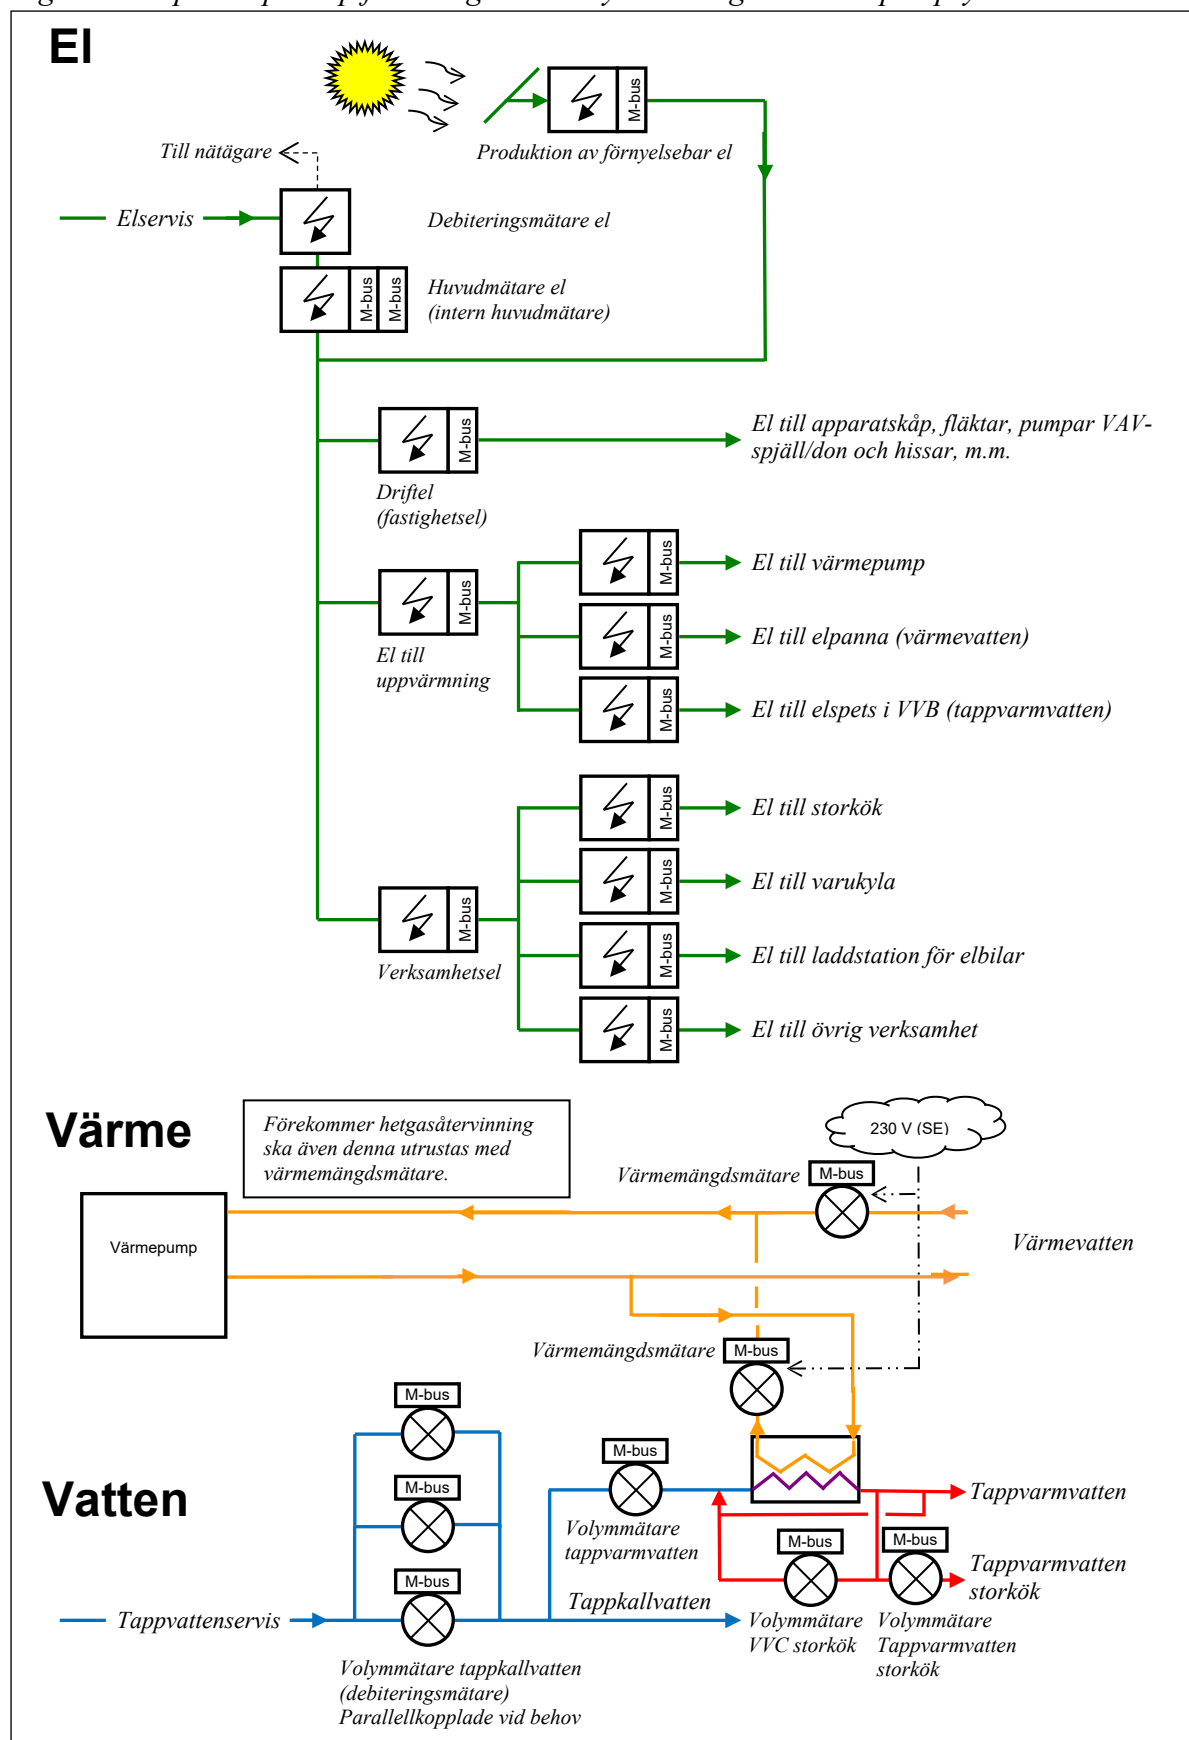 El
M-bus
Produktion av förnyelsebar el
Till nätägare
Elservis
Debiteringsmätare el
M-bus
M-bus
Huvudmätare el
(intern huvudmätare)
M-bus
El till apparatskåp, fläktar, pumpar VAV-
spjäll/don och hissar, m.m.
Driftel
(fastighetsel)
M-bus
El till värmepump
M-bus
El till
uppvärmning
M-bus
El till elpanna (värmevatten)
M-bus
El till elspets i VVB (tappvarmvatten)
M-bus
El till storkök
M-bus
El till varukyla
M-bus
Verksamhetsel
M-bus
El till laddstation för elbilar
M-bus
El till övrig verksamhet
Värme
Förekommer hetgasåtervinning
ska även denna utrustas med
värmemängdsmätare.
230 V (SE)
Värmemängdsmätare
M-bus
Värmepump
Värmevatten
Värmemängdsmätare
M-bus
Vatten
M-bus
M-bus
M-bus
M-bus
Volymmätare
tappvarmvatten
Tappvarmvatten
M-bus
M-bus
Tappvarmvatten
storkök
Tappkallvatten
Tappvattenservis
Volymmätare
VVC storkök
Volymmätare
Tappvarmvatten
storkök
Volymmätare tappkallvatten
(debiteringsmätare)
Parallellkopplade vid behov